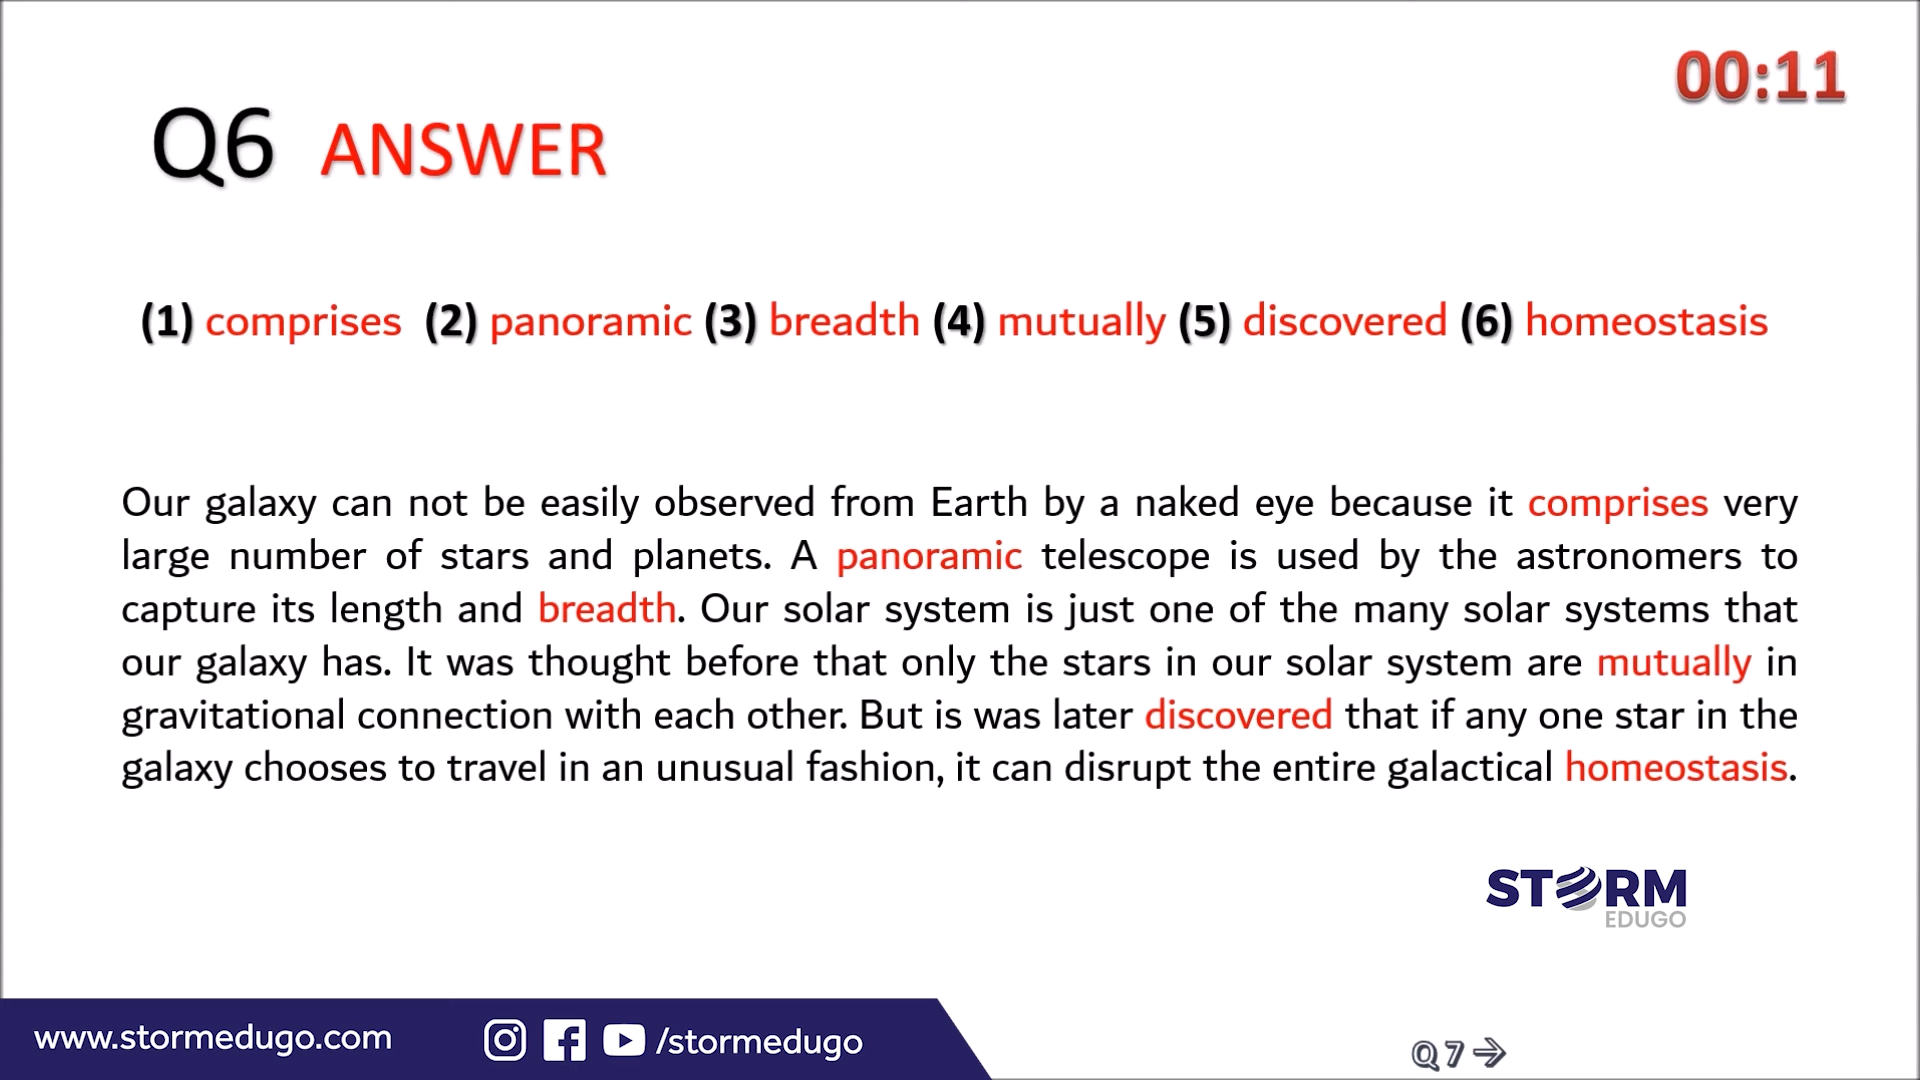 00:11
Q6 ANSWER
(1) comprises (2) panoramic (3) breadth (4) mutually (5) discovered (6) homeostasis
Our galaxy can not be easily observed from Earth by a naked eye because it comprises very
large number of stars and planets. A panoramic telescope is used by the astronomers to
capture its length and breadth. Our solar system is just one of the many solar systems that
our galaxy has. It was thought before that only the stars in our solar system are mutually in
gravitational connection with each other. But is was later discovered that if any one star in the
galaxy chooses to travel in an unusual fashion, it can disrupt the entire galactical homeostasis.
STORM
EDUGO
www.stormedugo.com /stormedugo
Q7→